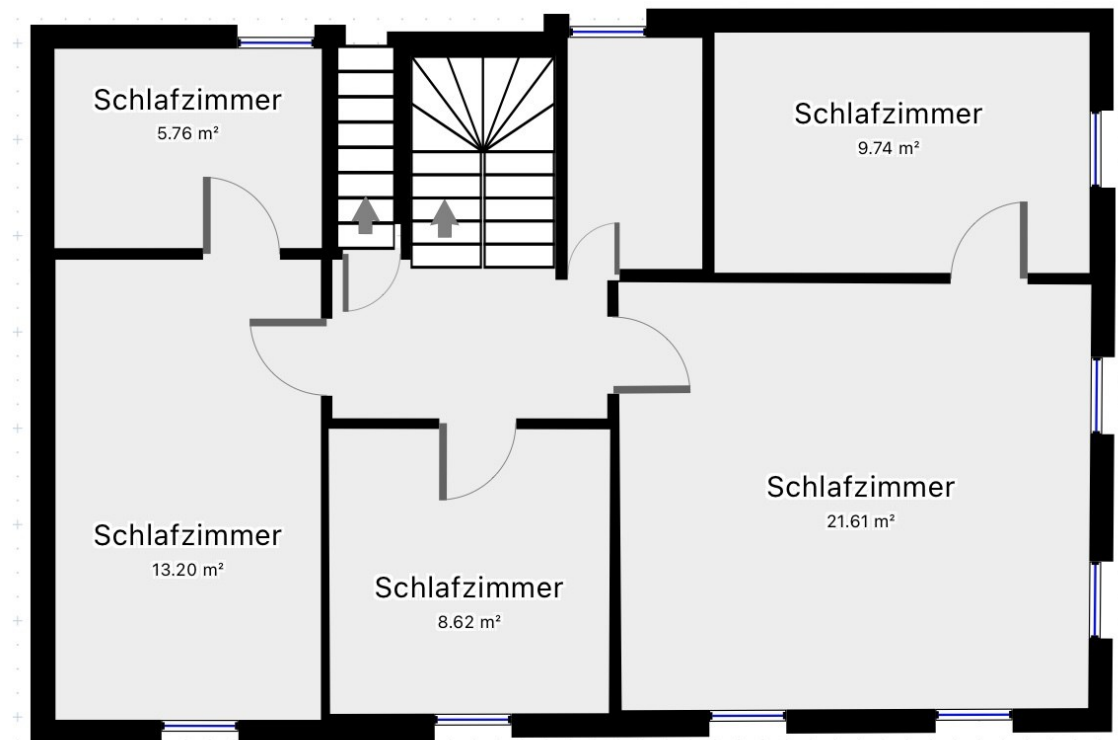 Schlafzimmer
5.76 m²
Schlafzimmer
9.74 m²
Schlafzimmer
21.61 m²
Schlafzimmer
13.20 m²
Schlafzimmer
8.62 m²